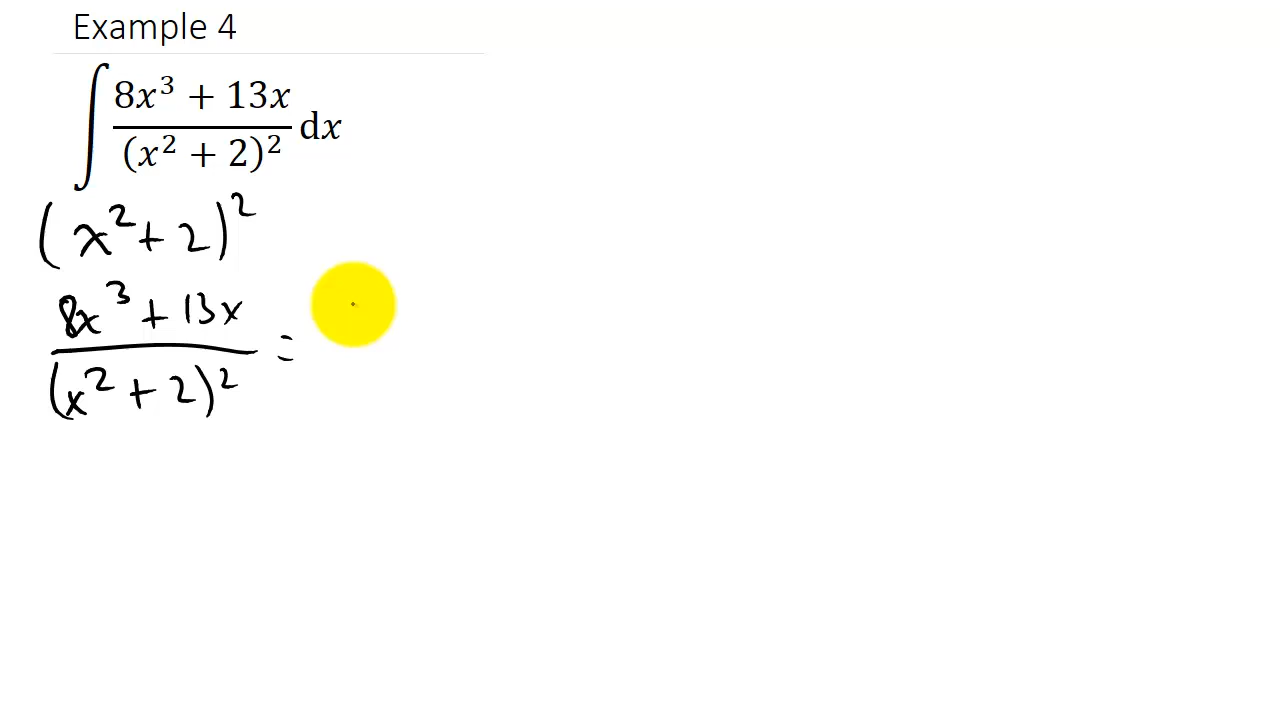 Example 4
∫ (8x³ + 13x)/(x² + 2)² dx
(x² + 2)²
(8x³ + 13x)/(x² + 2)² =